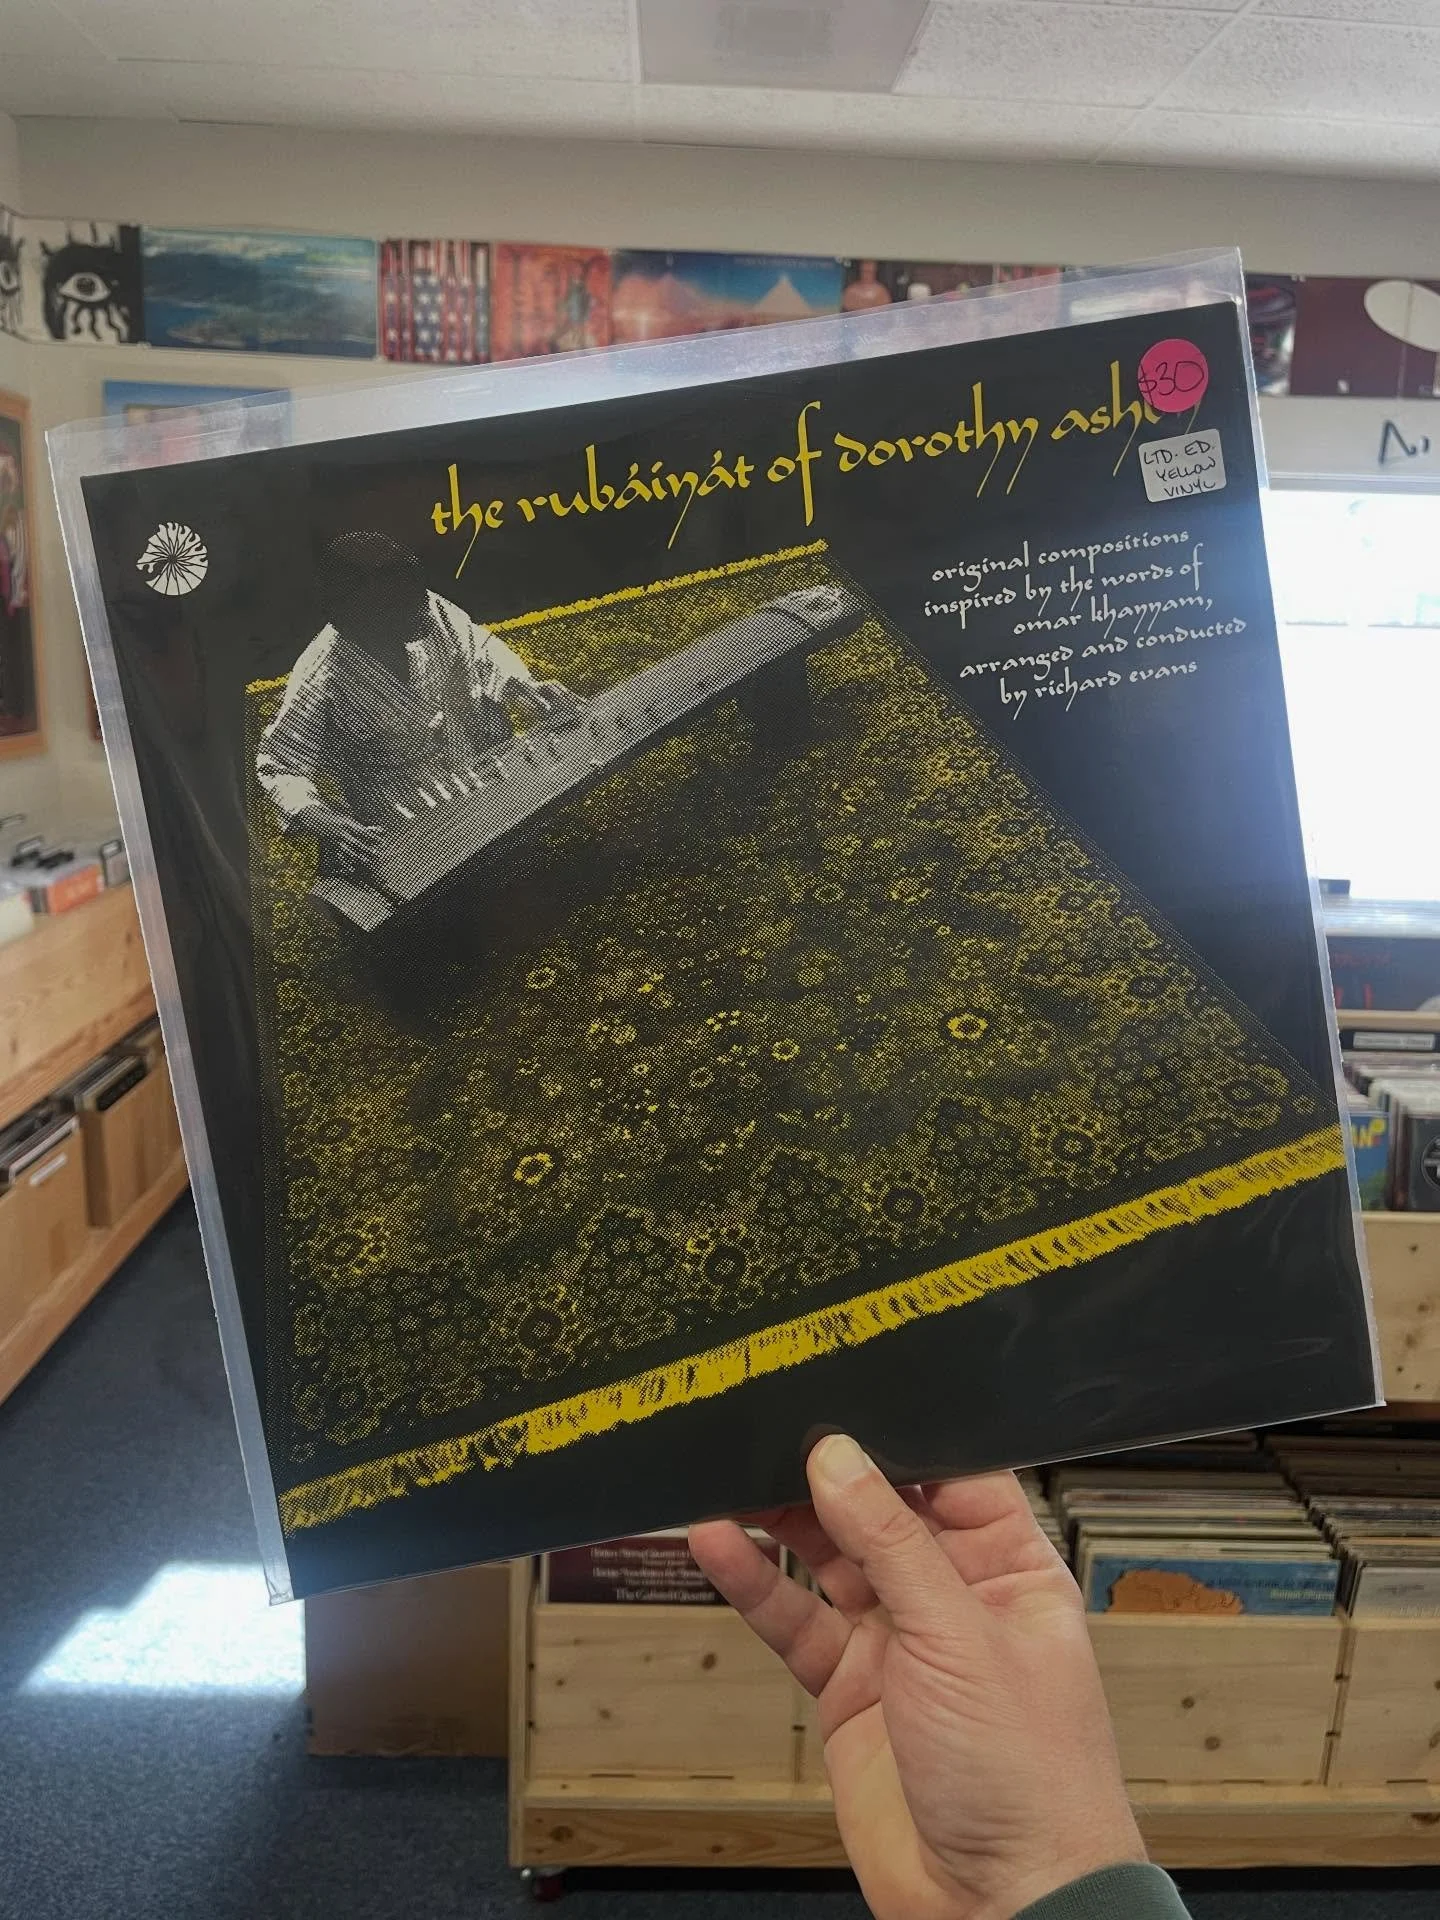 the rubáiyát of dorothy ash
$30
LTD. ED.
YELLOW
VINYL
original compositions
inspired by the words of
omar khayyam,
arranged and conducted
by richard evans